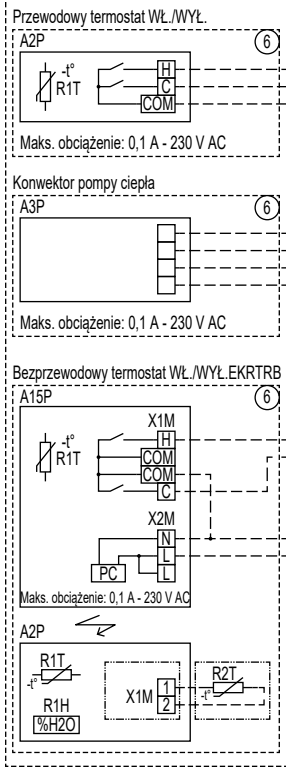 Przewodowy termostat WŁ./WYŁ.
A2P
6
-t°
R1T
H
C
COM
Maks. obciążenie: 0,1 A - 230 V AC
Konwektor pompy ciepła
A3P
6
Maks. obciążenie: 0,1 A - 230 V AC
Bezprzewodowy termostat WŁ./WYŁ.EKRTRB
A15P
6
X1M
-t°
R1T
H
COM
COM
C
X2M
N
L
L
PC
Maks. obciążenie: 0,1 A - 230 V AC
A2P
R1T
-t°
R1H
%H2O
X1M
1
2
R2T
-t°